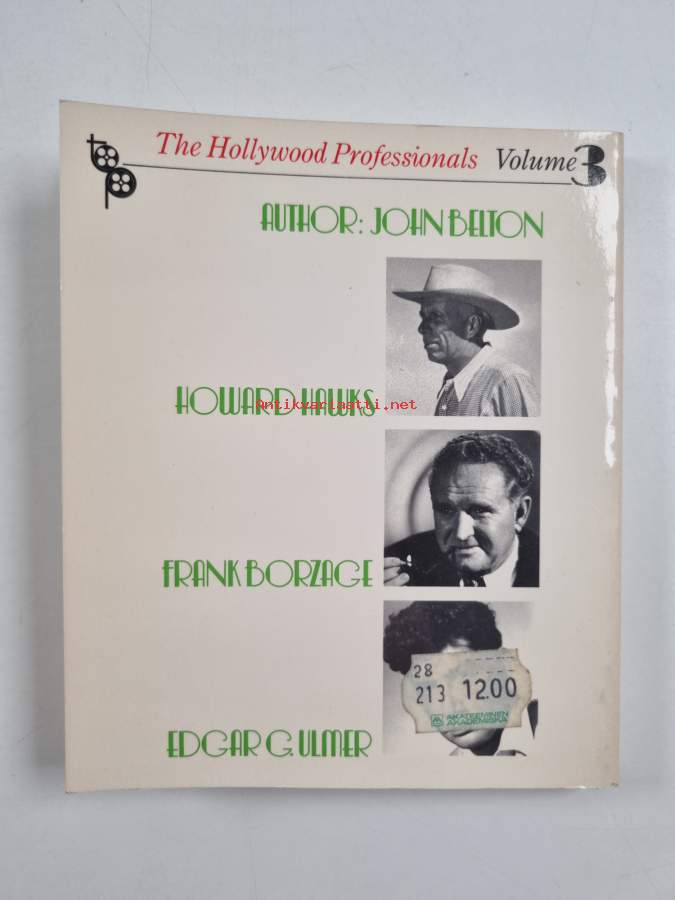 The Hollywood Professionals Volume 3
AUTHOR: JOHN BELTON
HOWARD HAWKS
Antikvariaatti.net
FRANK BORZAGE
28
213 12.00
AKATEEMINEN
AKADEMISKA
EDGAR G. ULMER